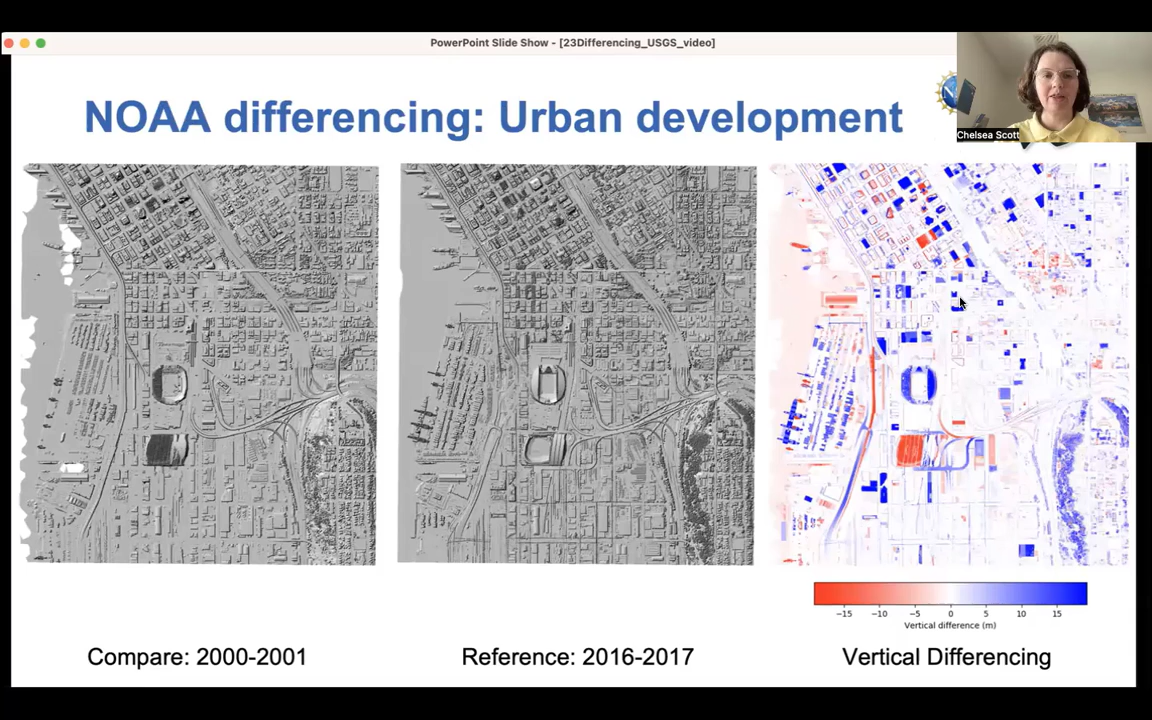 PowerPoint Slide Show - [23Differencing_USGS_video]
NOAA differencing: Urban development
Chelsea Scott
−15 −10 −5 0 5 10 15
Vertical difference (m)
Compare: 2000-2001
Reference: 2016-2017
Vertical Differencing